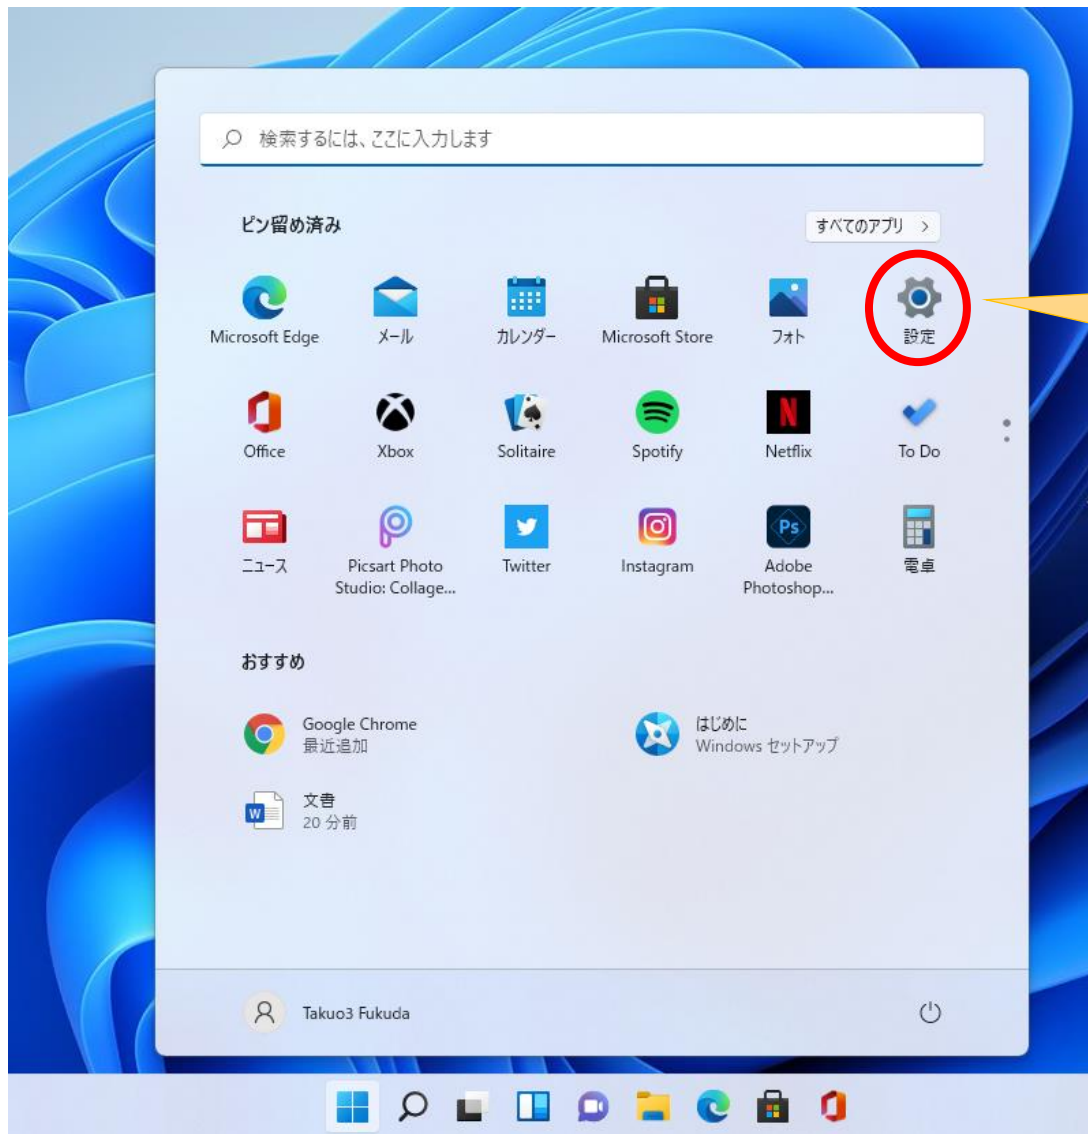 検索するには、ここに入力します
ピン留め済み
すべてのアプリ >
Microsoft Edge
メール
カレンダー
Microsoft Store
フォト
設定
Office
Xbox
Solitaire
Spotify
Netflix
To Do
ニュース
Picsart Photo
Studio: Collage...
Twitter
Instagram
Ps
Adobe
Photoshop...
電卓
おすすめ
Google Chrome
最近追加
はじめに
Windows セットアップ
W
文書
20 分前
Takuo3 Fukuda